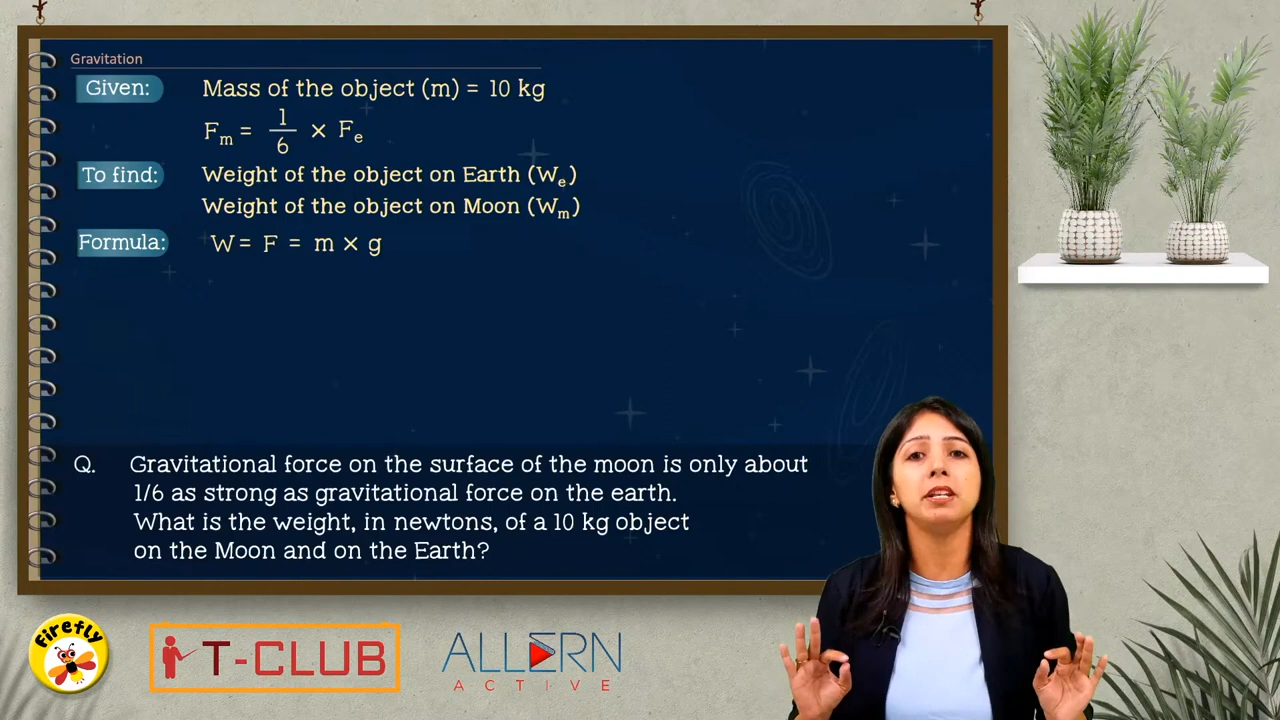 Gravitation
Given: Mass of the object (m) = 10 kg
Fₘ = 1/6 × Fₑ
To find: Weight of the object on Earth (Wₑ)
Weight of the object on Moon (Wₘ)
Formula: W = F = m × g
Q. Gravitational force on the surface of the moon is only about
1/6 as strong as gravitational force on the earth.
What is the weight, in newtons, of a 10 kg object
on the Moon and on the Earth?
Firefly
T-CLUB
ALLERN
ACTIVE